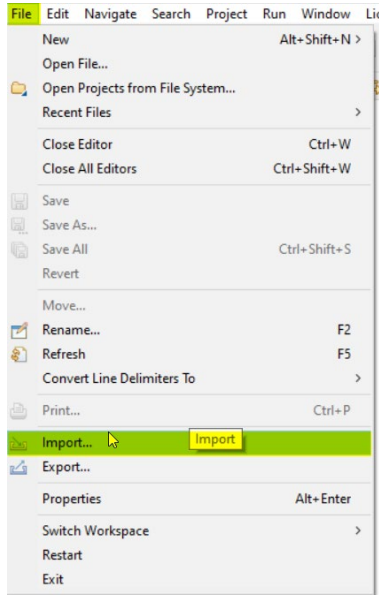 File Edit Navigate Search Project Run Window
New Alt+Shift+N >
Open File...
Open Projects from File System...
Recent Files >
Close Editor Ctrl+W
Close All Editors Ctrl+Shift+W
Save
Save As...
Save All Ctrl+Shift+S
Revert
Move...
Rename... F2
Refresh F5
Convert Line Delimiters To >
Print... Ctrl+P
Import... Import
Export...
Properties Alt+Enter
Switch Workspace >
Restart
Exit